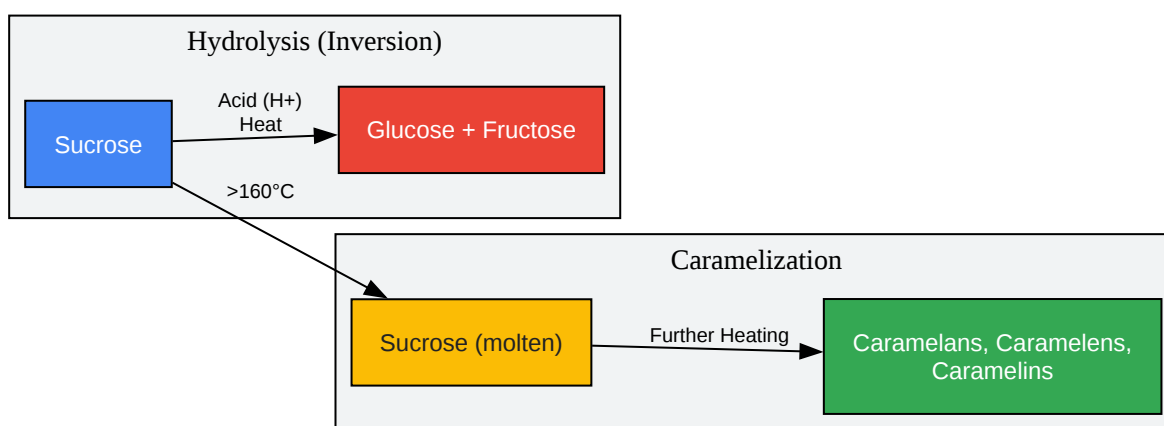 Hydrolysis (Inversion)
Sucrose
Acid (H+)
Heat
Glucose + Fructose
>160°C
Caramelization
Sucrose (molten)
Further Heating
Caramelans, Caramelens,
Caramelins